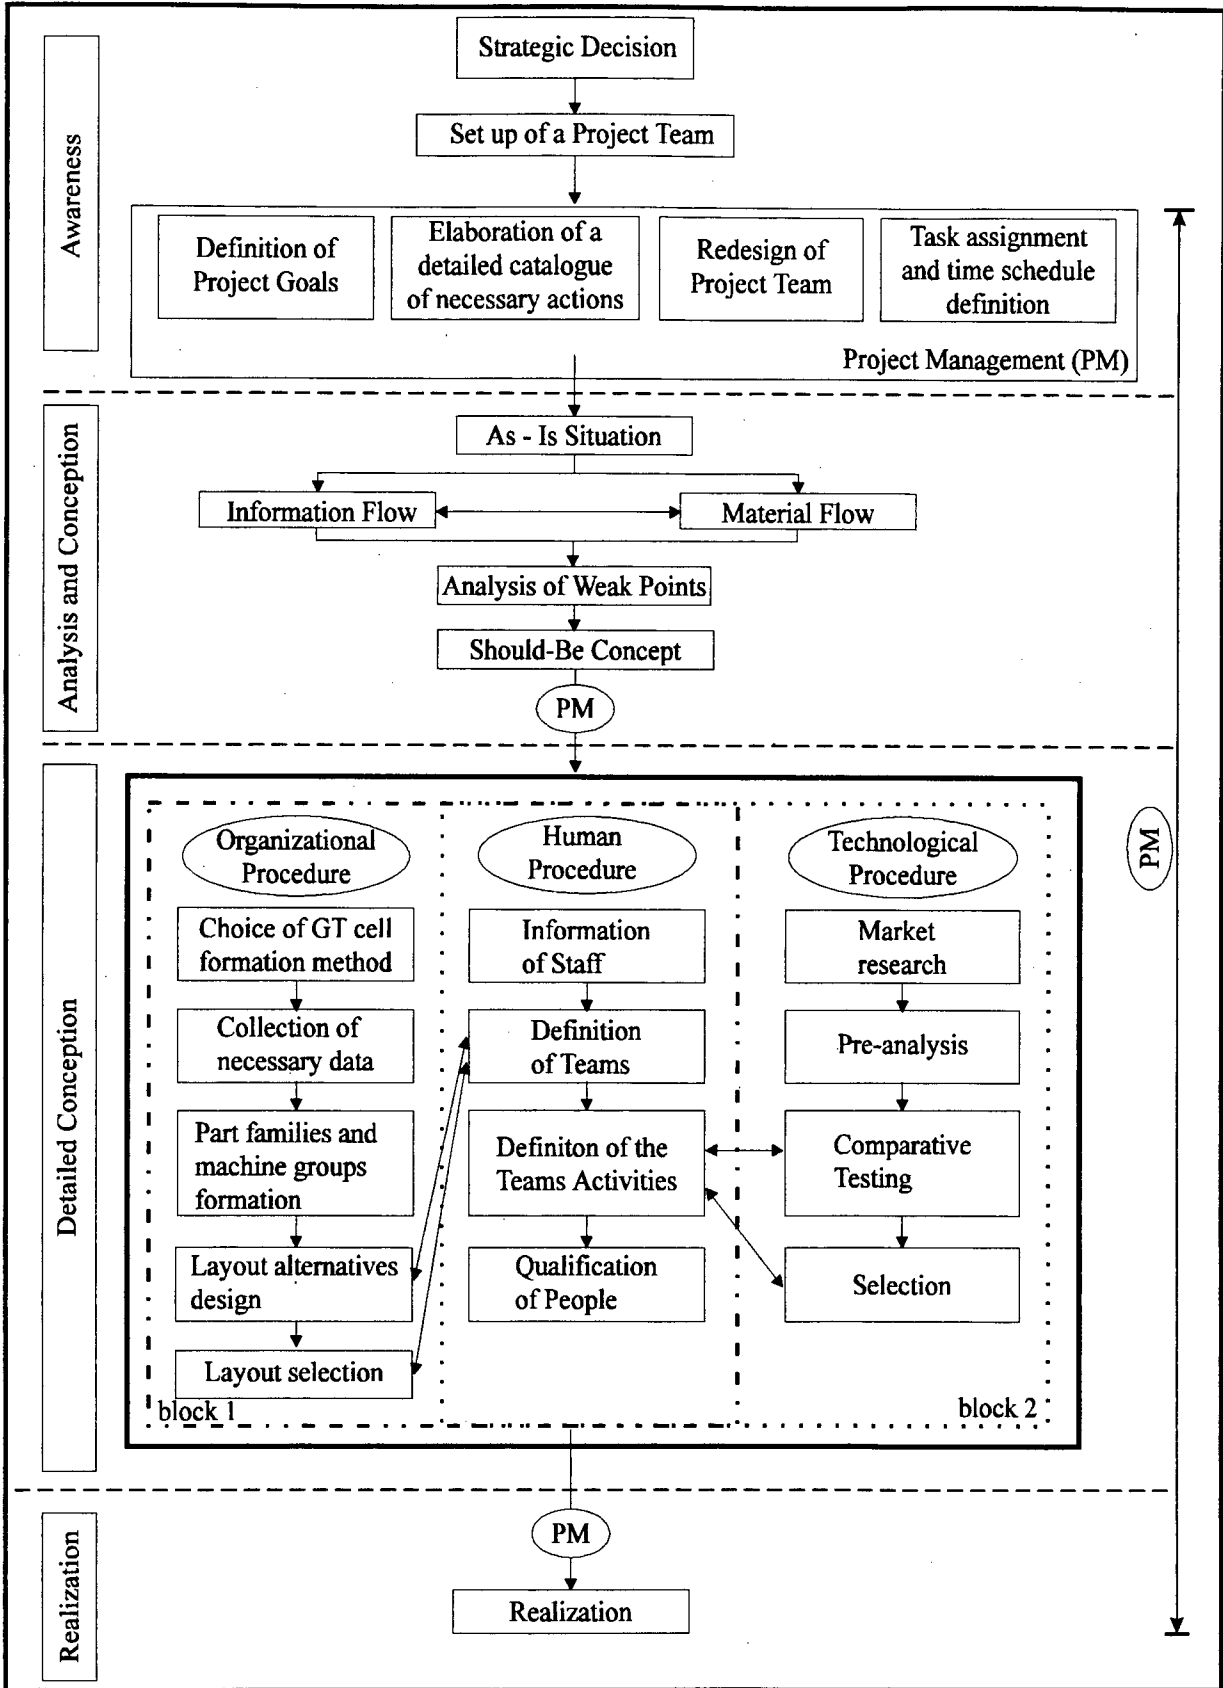 Awareness
Strategic Decision
Set up of a Project Team
Definition of
Project Goals
Elaboration of a
detailed catalogue
of necessary actions
Redesign of
Project Team
Task assignment
and time schedule
definition
Project Management (PM)
Analysis and Conception
As - Is Situation
Information Flow
Material Flow
Analysis of Weak Points
Should-Be Concept
PM
PM
Detailed Conception
Organizational
Procedure
Choice of GT cell
formation method
Collection of
necessary data
Part families and
machine groups
formation
Layout alternatives
design
Layout selection
block 1
Human
Procedure
Information
of Staff
Definition
of Teams
Definiton of the
Teams Activities
Qualification
of People
Technological
Procedure
Market
research
Pre-analysis
Comparative
Testing
Selection
block 2
Realization
PM
Realization